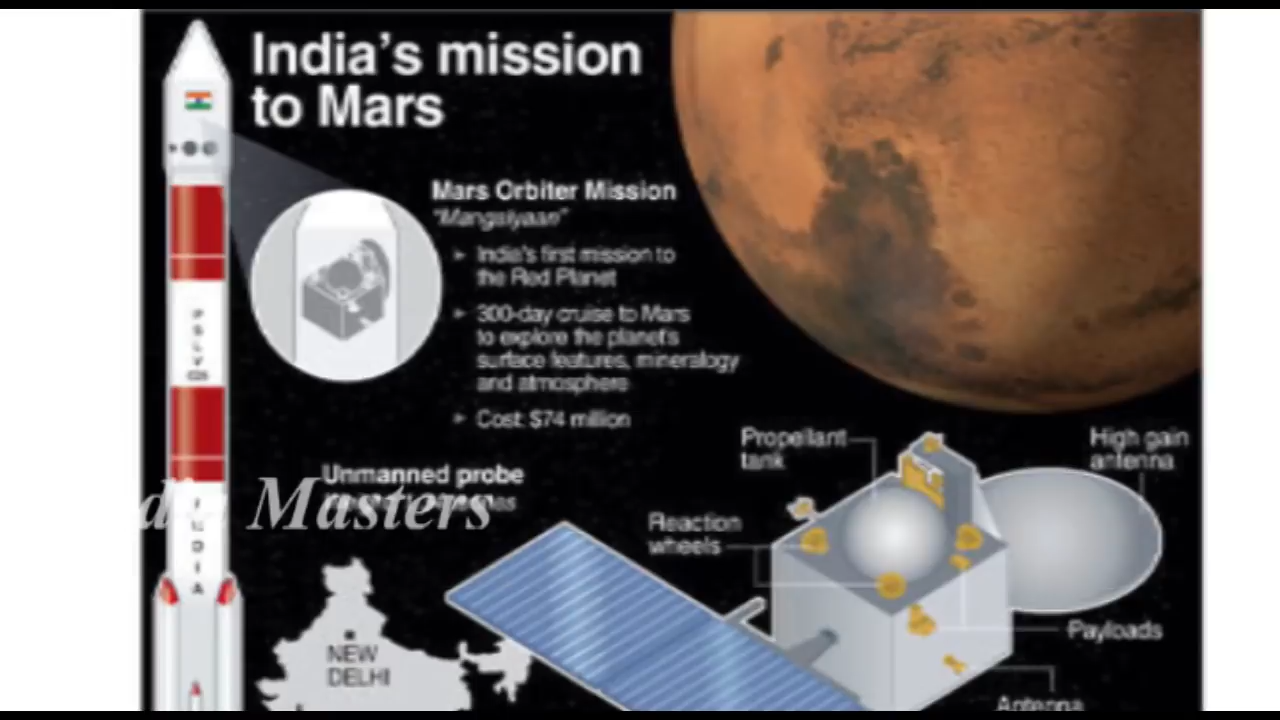 India's mission
to Mars
Mars Orbiter Mission
"Mangalyaan"
India's first mission to
the Red Planet
300-day cruise to Mars
to explore the planet's
surface features, mineralogy
and atmosphere
Cost: $74 million
PSLV
C25
INDIA
Unmanned probe
Masters
Propellant
tank
High gain
antenna
Reaction
wheels
Payloads
Antenna
NEW
DELHI